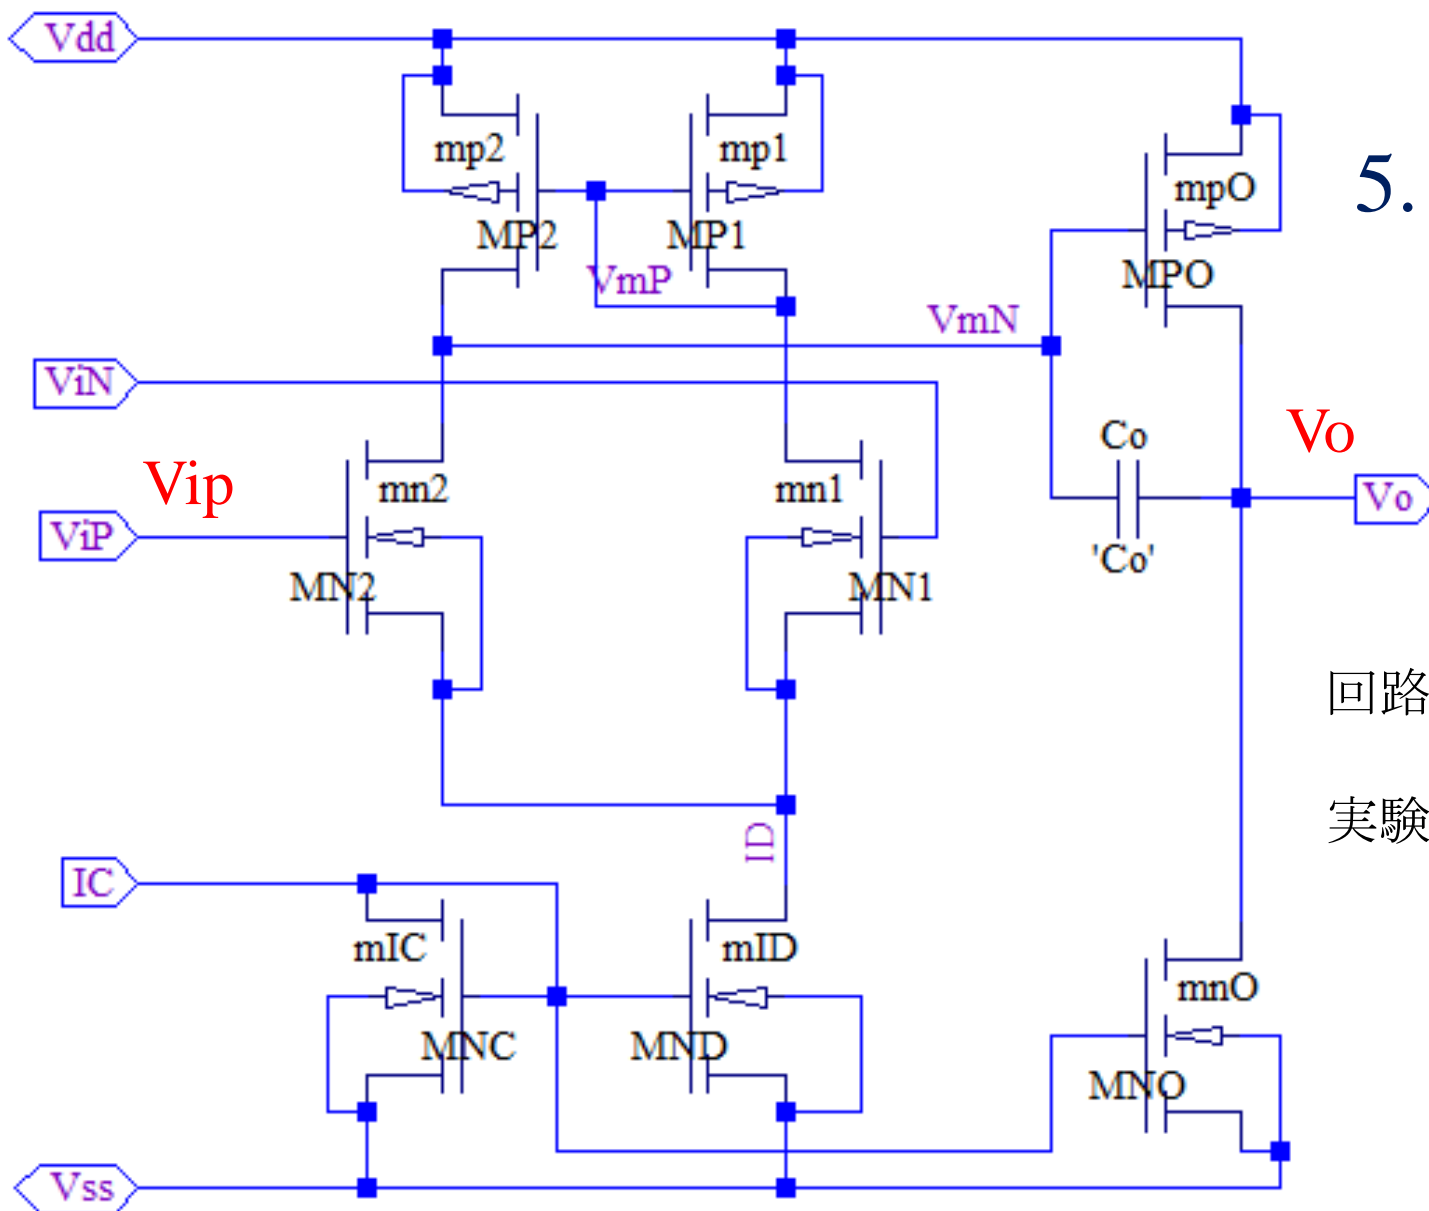 Vdd
mp2
mp1
mpO
5.
MP2
MP1
MPO
VmP
VmN
ViN
Vip
mn2
mn1
Co
Vo
Vo
ViP
MN2
MN1
'Co'
回路
実験
ID
IC
mIC
mID
mnO
MNC
MND
MNO
Vss